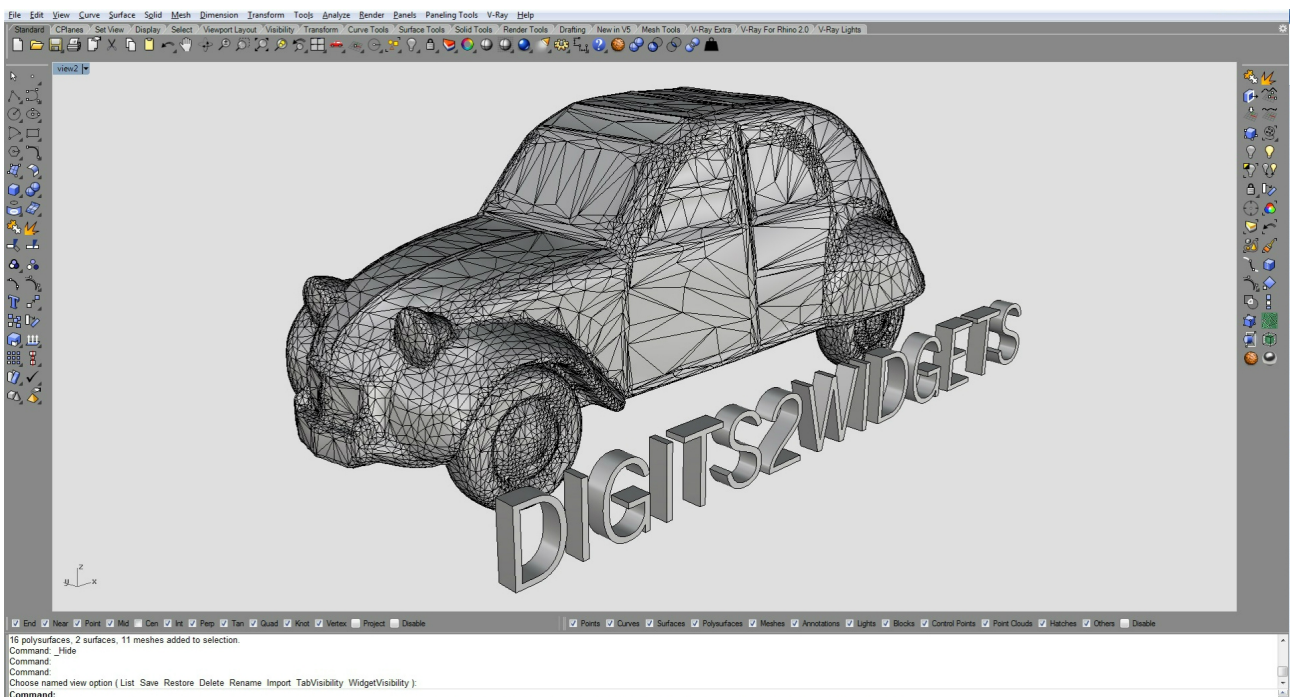 File Edit View Curve Surface Solid Mesh Dimension Transform Tools Analyze Render Panels Paneling Tools V-Ray Help
Standard CPlanes Set View Display Select Viewport Layout Visibility Transform Curve Tools Surface Tools Solid Tools Render Tools Drafting New in V5 Mesh Tools V-Ray Extra V-Ray For Rhino 2.0 V-Ray Lights
view2
DIGITS2WIDGETS
z
y x
End Near Point Mid Cen Int Perp Tan Quad Knot Vertex Project Disable Points Curves Surfaces Polysurfaces Meshes Annotations Lights Blocks Control Points Point Clouds Hatches Others Disable
16 polysurfaces, 2 surfaces, 11 meshes added to selection.
Command: _Hide
Command:
Command:
Choose named view option ( List Save Restore Delete Rename Import TabVisibility WidgetVisibility ):
Command: